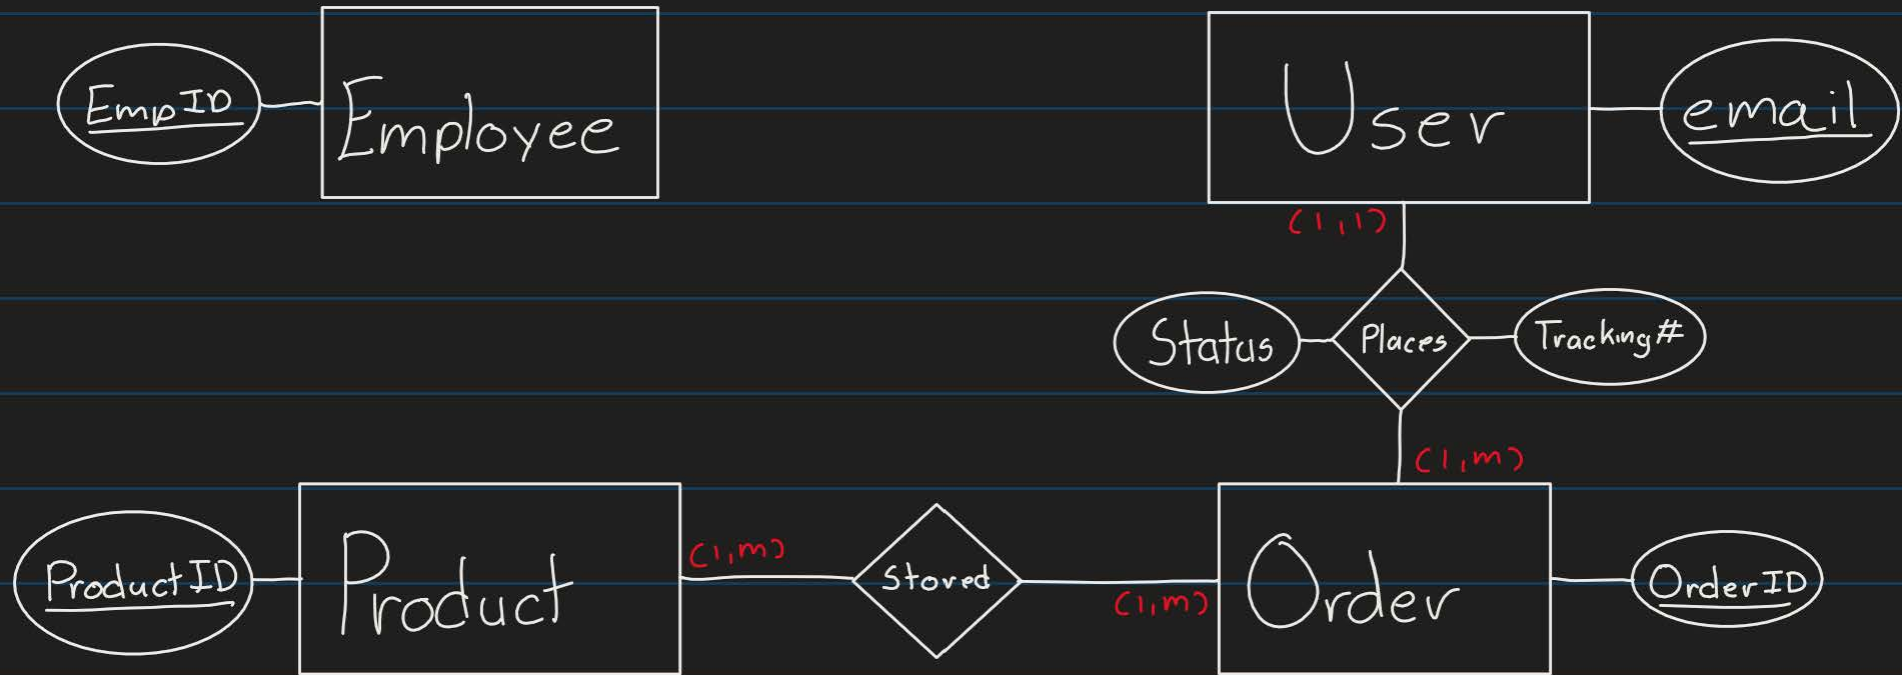 EmpID
Employee
User
email
(1,1)
Status
Places
Tracking#
(1,m)
ProductID
Product
(1,m)
Stored
(1,m)
Order
OrderID